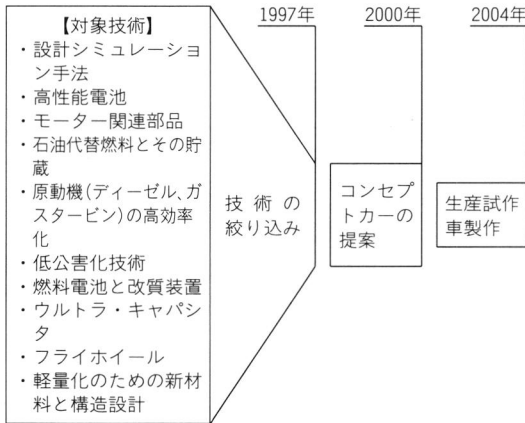 1997年 2000年 2004年
【対象技術】
・設計シミュレーショ
ン手法
・高性能電池
・モーター関連部品
・石油代替燃料とその貯
蔵
・原動機(ディーゼル、ガ
スタービン)の高効率
化
・低公害化技術
・燃料電池と改質装置
・ウルトラ・キャパシ
タ
・フライホイール
・軽量化のための新材
料と構造設計
技術の
絞り込み
コンセプ
トカーの
提案
生産試作
車製作